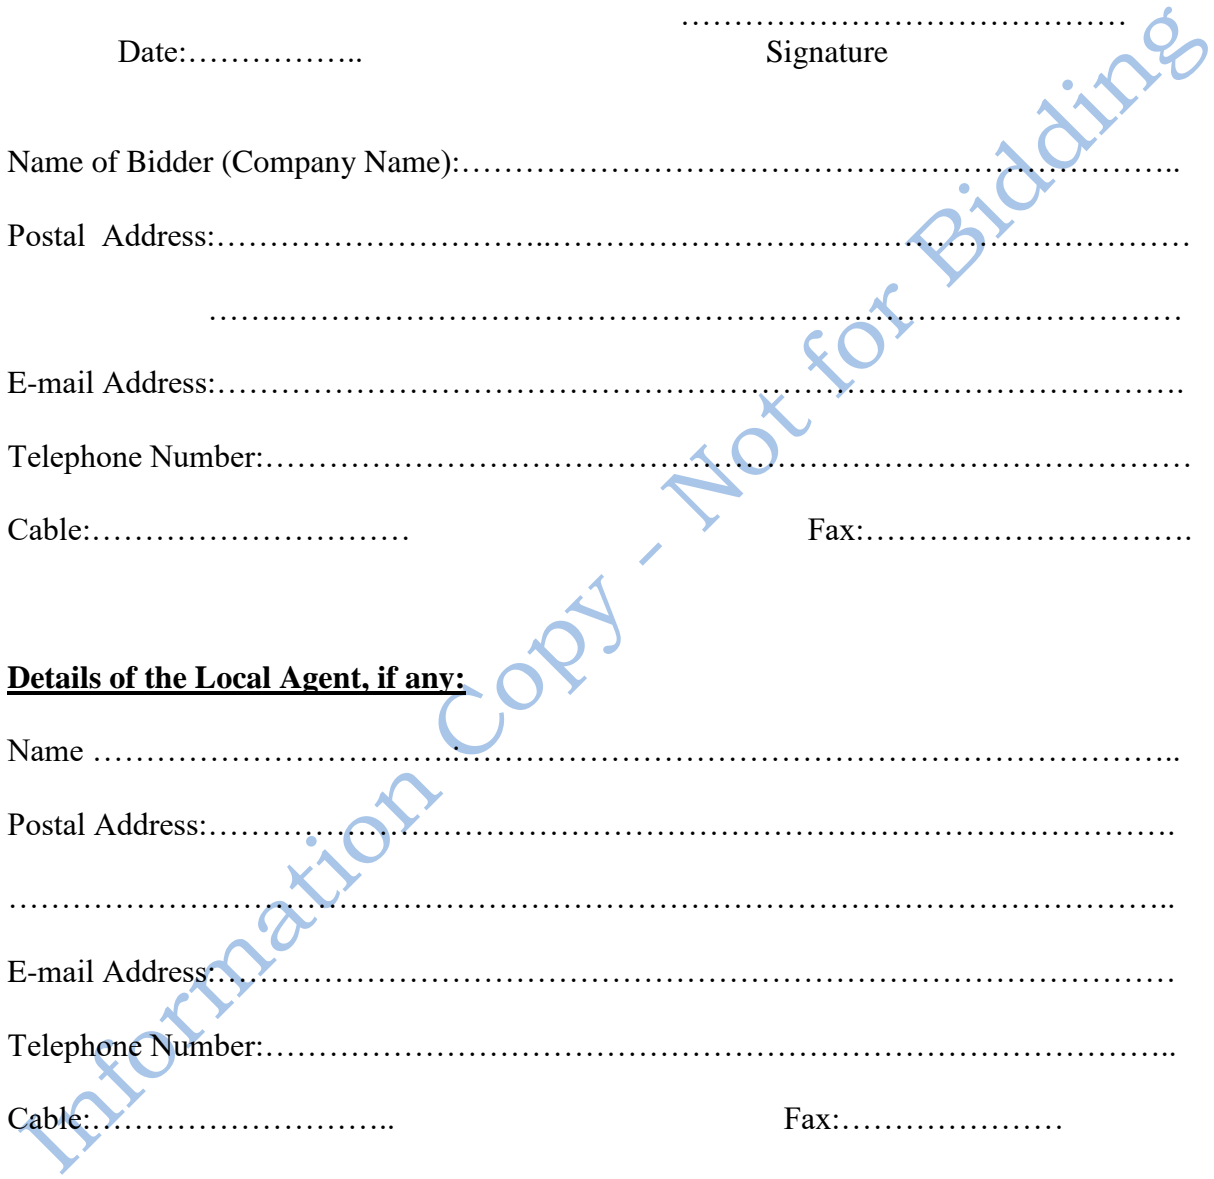 ……………………………………
Date:…………….. Signature
Name of Bidder (Company Name):…………………………………………………………..
Postal  Address:…………………………..……………………………………………………
……..…………………………………………………………………………
E-mail Address:……………………………………………………………………………….
Telephone Number:……………………………………………………………………………
Cable:…………………………. Fax:………………………….
Details of the Local Agent, if any:
Name …………………………….:…………………………………………………………..
Postal Address:……………………………………………………………………………….
………………………………………………………………………………………………..
E-mail Address:………………………………………………………………………………
Telephone Number:…………………………………………………………………………..
Cable:……………………….. Fax:…………………
Information Copy - Not for Bidding